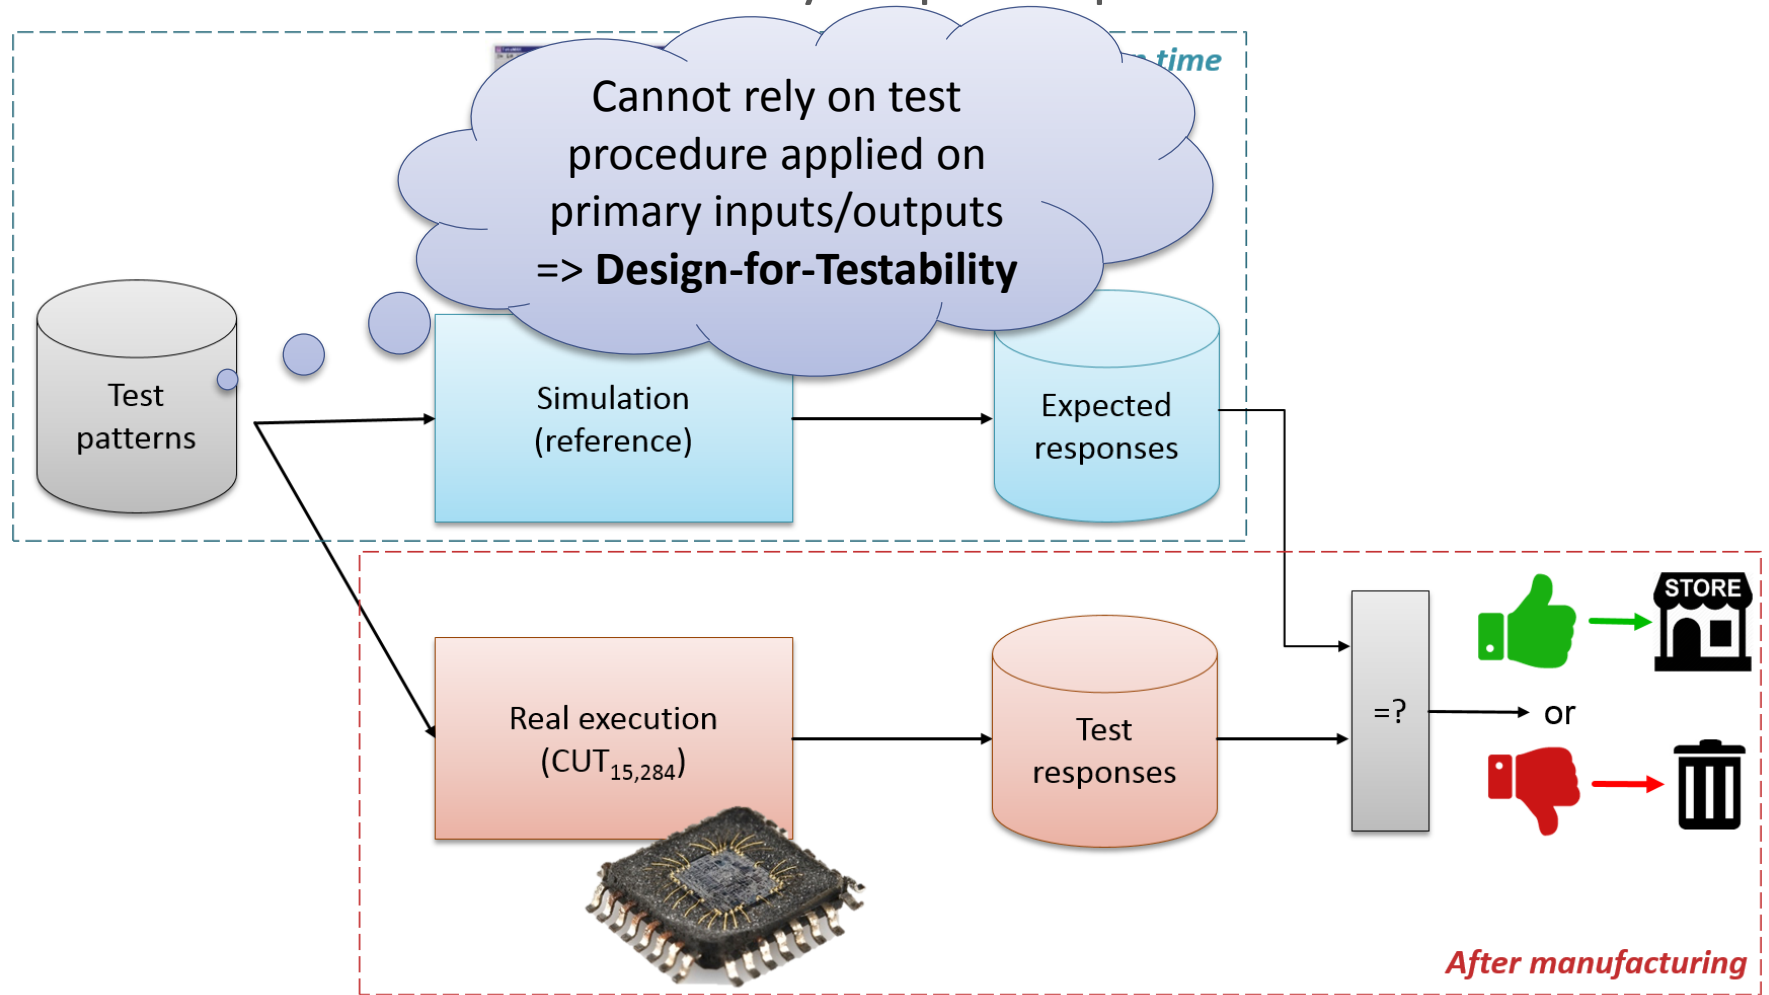 time
Cannot rely on test
procedure applied on
primary inputs/outputs
=> Design-for-Testability
Test
patterns
Simulation
(reference)
Expected
responses
STORE
Real execution
(CUT15,284)
Test
responses
=?
or
After manufacturing